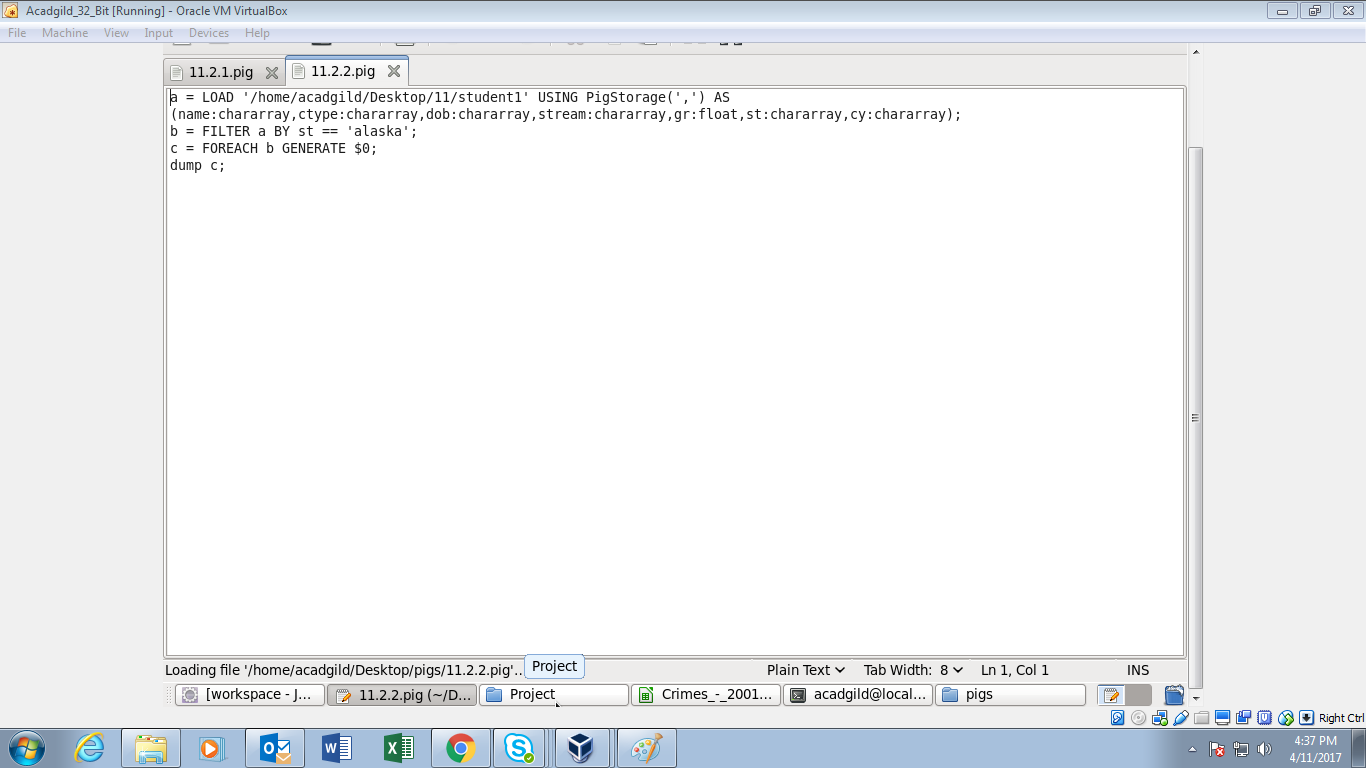 Acadgild_32_Bit [Running] - Oracle VM VirtualBox
File Machine View Input Devices Help
11.2.1.pig 11.2.2.pig
a = LOAD '/home/acadgild/Desktop/11/student1' USING PigStorage(',') AS
(name:chararray,ctype:chararray,dob:chararray,stream:chararray,gr:float,st:chararray,cy:chararray);
b = FILTER a BY st == 'alaska';
c = FOREACH b GENERATE $0;
dump c;
Loading file '/home/acadgild/Desktop/pigs/11.2.2.pig'.. Project Plain Text Tab Width: 8 Ln 1, Col 1 INS
[workspace - J... 11.2.2.pig (~/D... Project Crimes_-_2001... acadgild@local... pigs
Right Ctrl
4:37 PM
4/11/2017